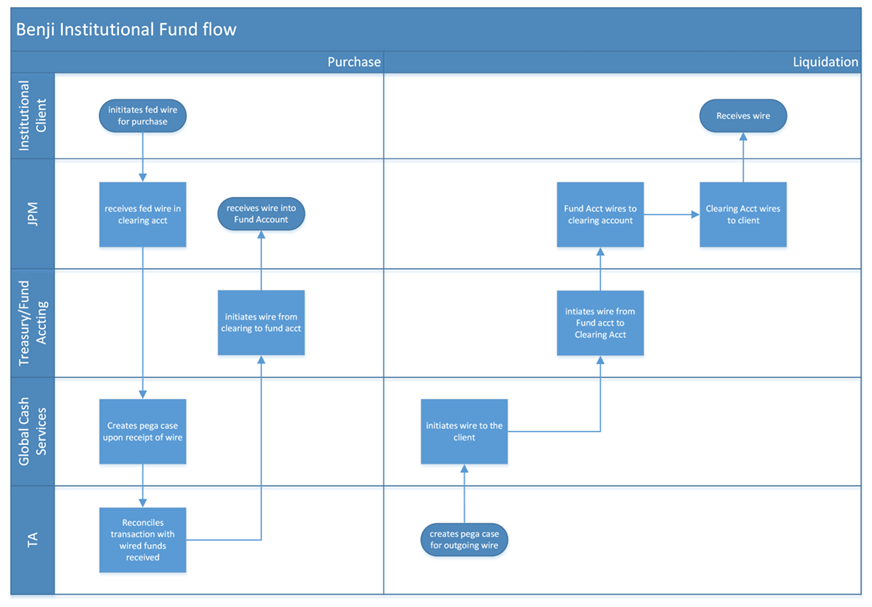 Benji Institutional Fund flow
Purchase
Liquidation
Institutional
Client
inititates fed wire
for purchase
Receives wire
JPM
receives fed wire in
clearing acct
receives wire into
Fund Account
Fund Acct wires to
clearing account
Clearing Acct wires
to client
Treasury/Fund
Accting
initiates wire from
clearing to fund acct
intiates wire from
Fund acct to
Clearing Acct
Global Cash
Services
Creates pega case
upon receipt of wire
initiates wire to the
client
TA
Reconciles
transaction with
wired funds
received
creates pega case
for outgoing wire